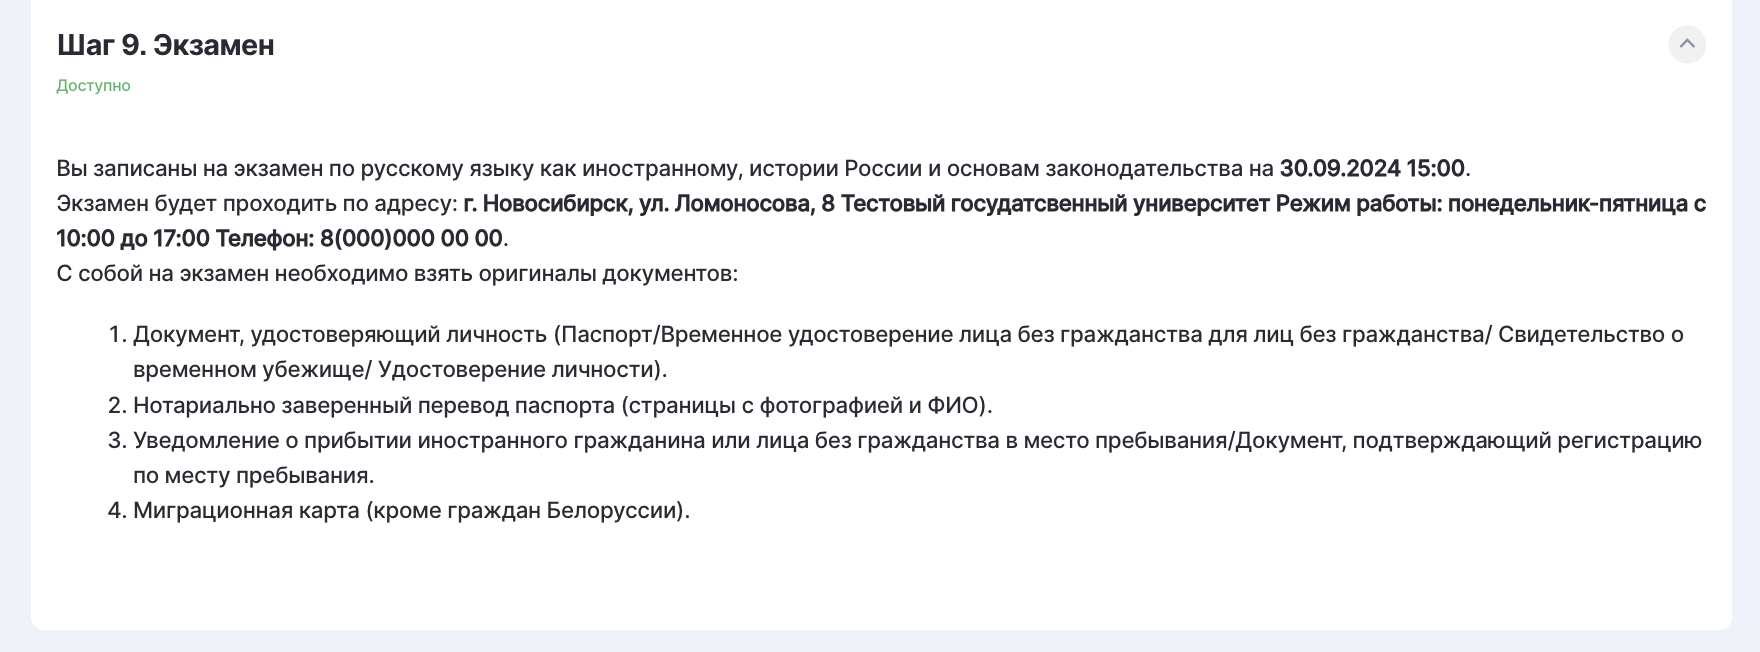 Шаг 9. Экзамен
Доступно
Вы записаны на экзамен по русскому языку как иностранному, истории России и основам законодательства на 30.09.2024 15:00.
Экзамен будет проходить по адресу: г. Новосибирск, ул. Ломоносова, 8 Тестовый государтсвенный университет Режим работы: понедельник-пятница с
10:00 до 17:00 Телефон: 8(000)000 00 00.
С собой на экзамен необходимо взять оригиналы документов:
1. Документ, удостоверяющий личность (Паспорт/Временное удостоверение лица без гражданства для лиц без гражданства/ Свидетельство о
временном убежище/ Удостоверение личности).
2. Нотариально заверенный перевод паспорта (страницы с фотографией и ФИО).
3. Уведомление о прибытии иностранного гражданина или лица без гражданства в место пребывания/Документ, подтверждающий регистрацию
по месту пребывания.
4. Миграционная карта (кроме граждан Белоруссии).